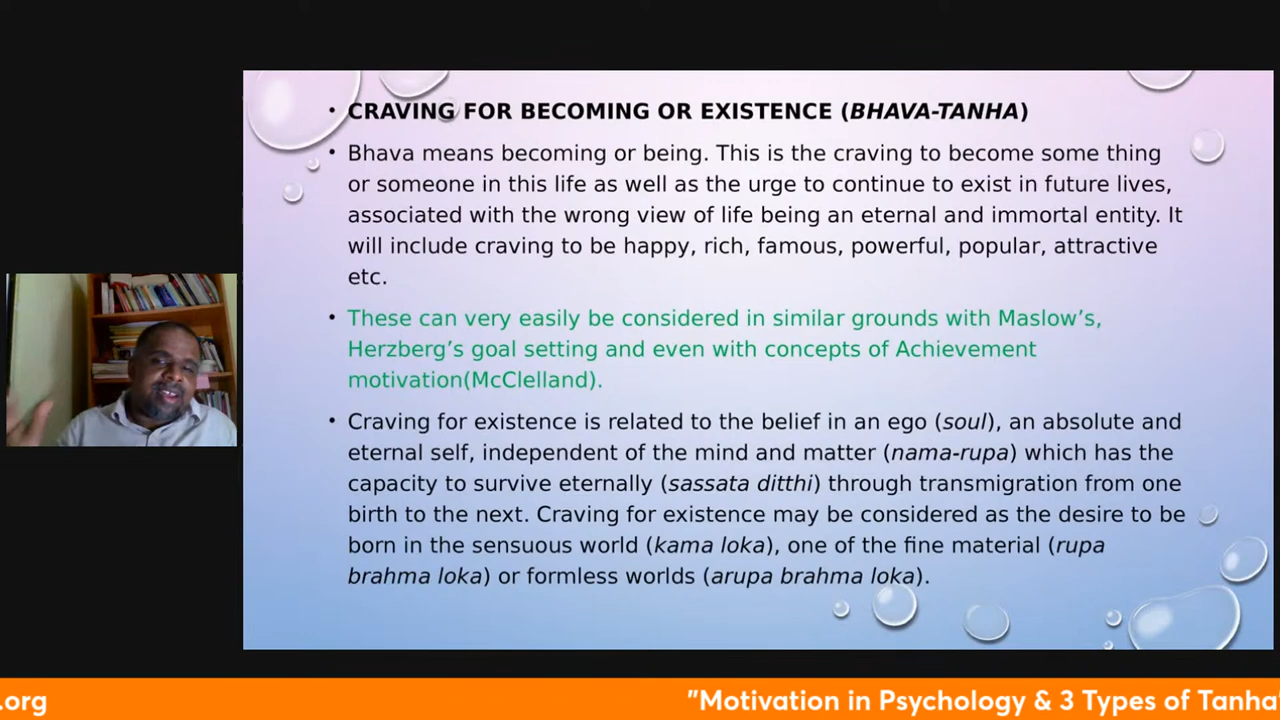 • CRAVING FOR BECOMING OR EXISTENCE (BHAVA-TANHA)
• Bhava means becoming or being. This is the craving to become some thing
or someone in this life as well as the urge to continue to exist in future lives,
associated with the wrong view of life being an eternal and immortal entity. It
will include craving to be happy, rich, famous, powerful, popular, attractive
etc.
• These can very easily be considered in similar grounds with Maslow’s,
Herzberg’s goal setting and even with concepts of Achievement
motivation(McClelland).
• Craving for existence is related to the belief in an ego (soul), an absolute and
eternal self, independent of the mind and matter (nama-rupa) which has the
capacity to survive eternally (sassata ditthi) through transmigration from one
birth to the next. Craving for existence may be considered as the desire to be
born in the sensuous world (kama loka), one of the fine material (rupa
brahma loka) or formless worlds (arupa brahma loka).
.org "Motivation in Psychology & 3 Types of Tanha